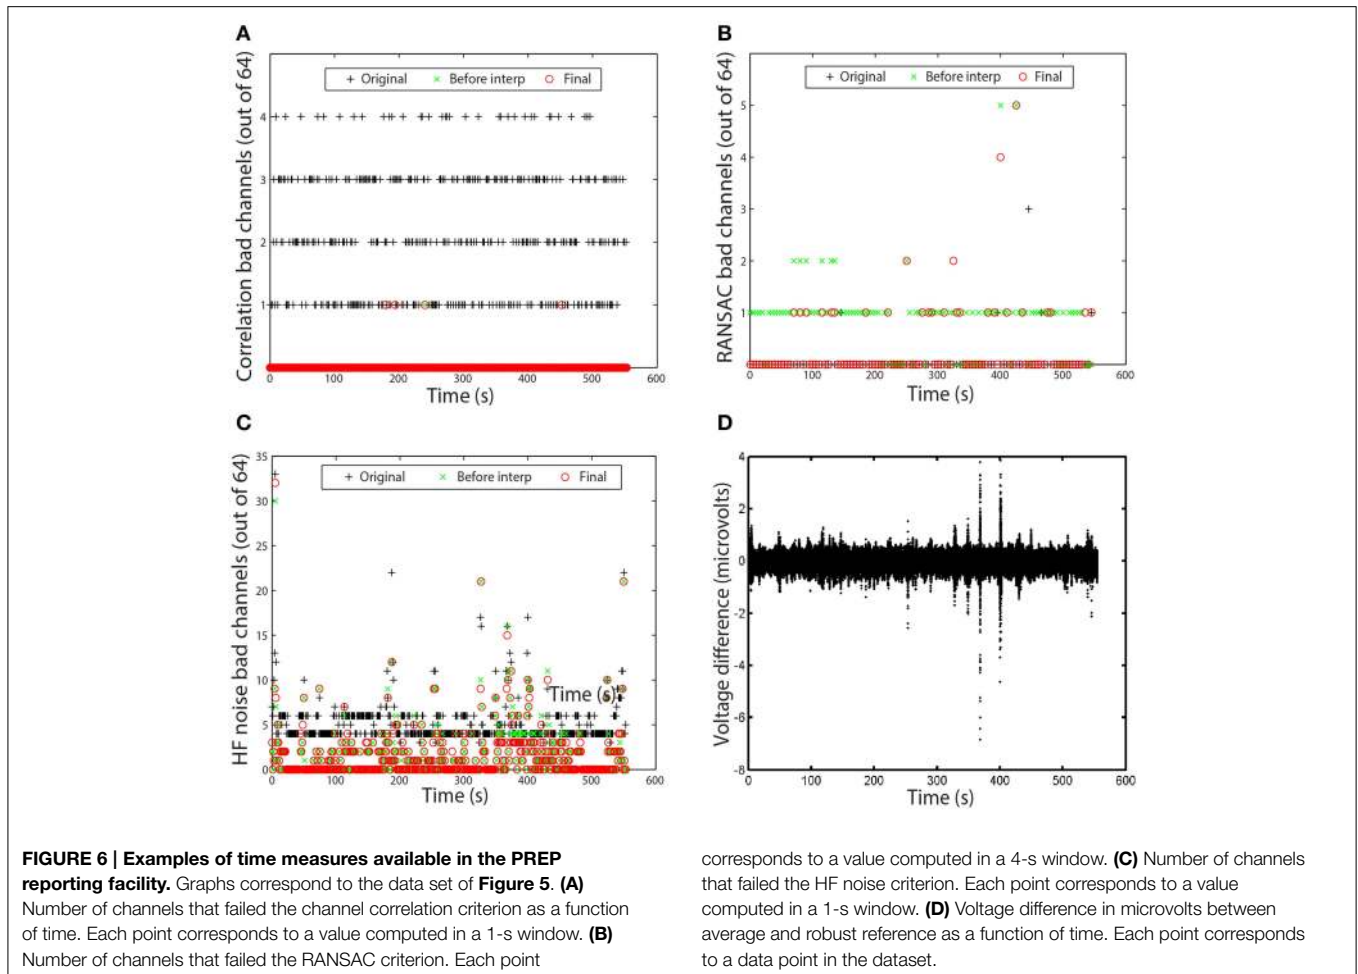 A
Correlation bad channels (out of 64)
+ Original × Before interp o Final
4
3
2
1
0 100 200 300 400 500 600
Time (s)
B
RANSAC bad channels (out of 64)
+ Original × Before interp o Final
5
4
3
2
1
0 100 200 300 400 500 600
Time (s)
C
HF noise bad channels (out of 64)
+ Original × Before interp o Final
35
30
25
20
15
10
5
0
Time (s)
0 100 200 300 400 500 600
Time (s)
D
Voltage difference (microvolts)
4
2
0
-2
-4
-6
-8
0 100 200 300 400 500 600
Time (s)
FIGURE 6 | Examples of time measures available in the PREP
reporting facility. Graphs correspond to the data set of Figure 5. (A)
Number of channels that failed the channel correlation criterion as a function
of time. Each point corresponds to a value computed in a 1-s window. (B)
Number of channels that failed the RANSAC criterion. Each point
corresponds to a value computed in a 4-s window. (C) Number of channels
that failed the HF noise criterion. Each point corresponds to a value
computed in a 1-s window. (D) Voltage difference in microvolts between
average and robust reference as a function of time. Each point corresponds
to a data point in the dataset.